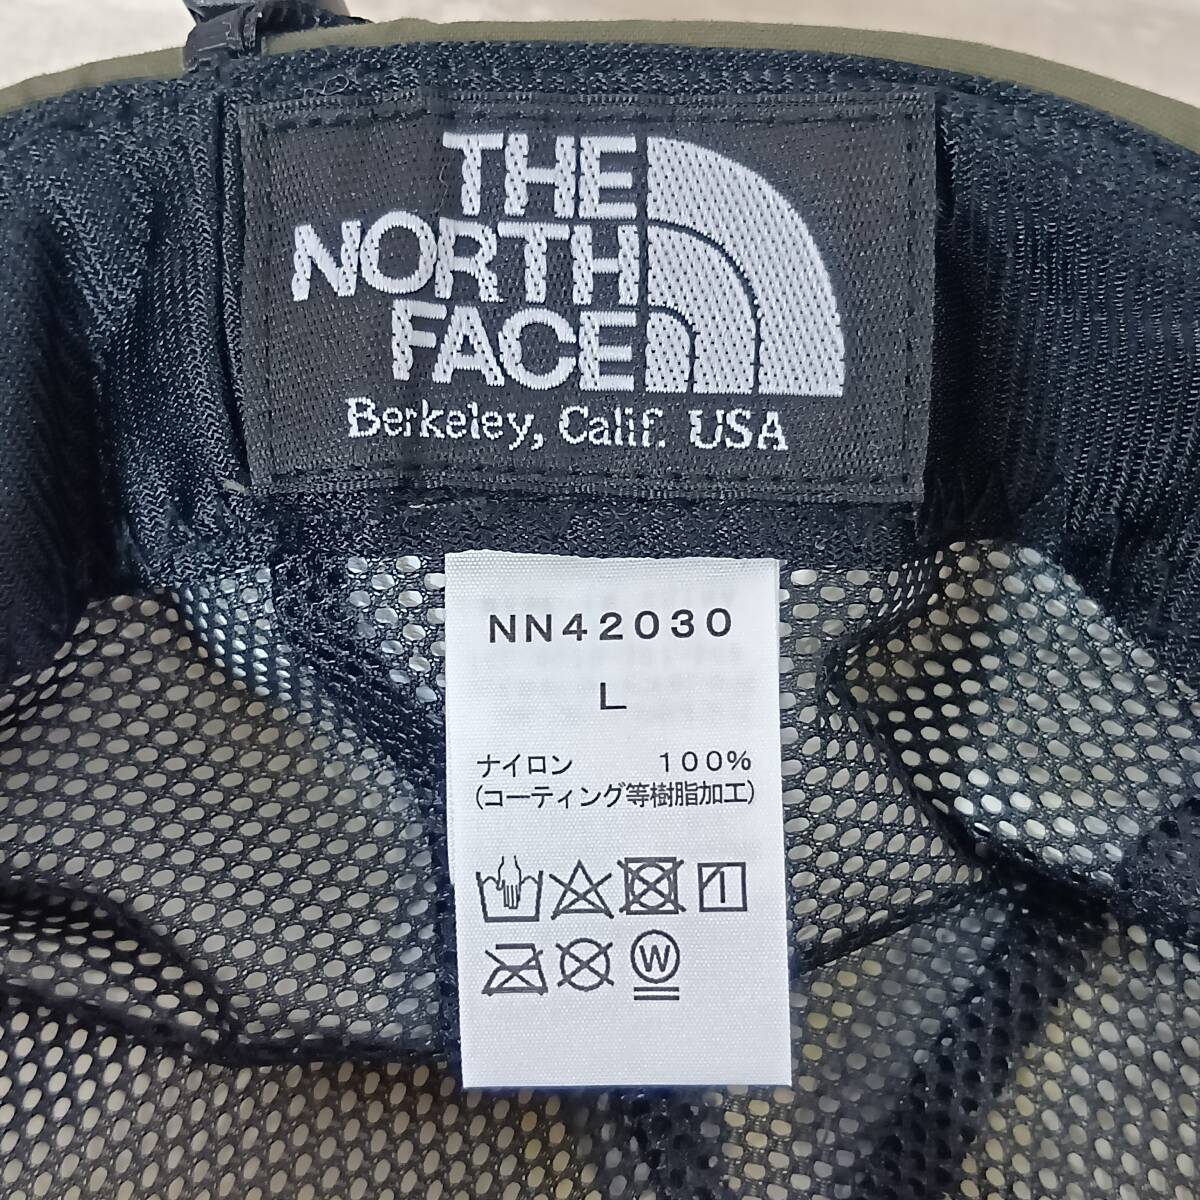 THE
NORTH
FACE
Berkeley, Calif. USA
NN42030
L
ナイロン 100%
(コーティング等樹脂加工)
W